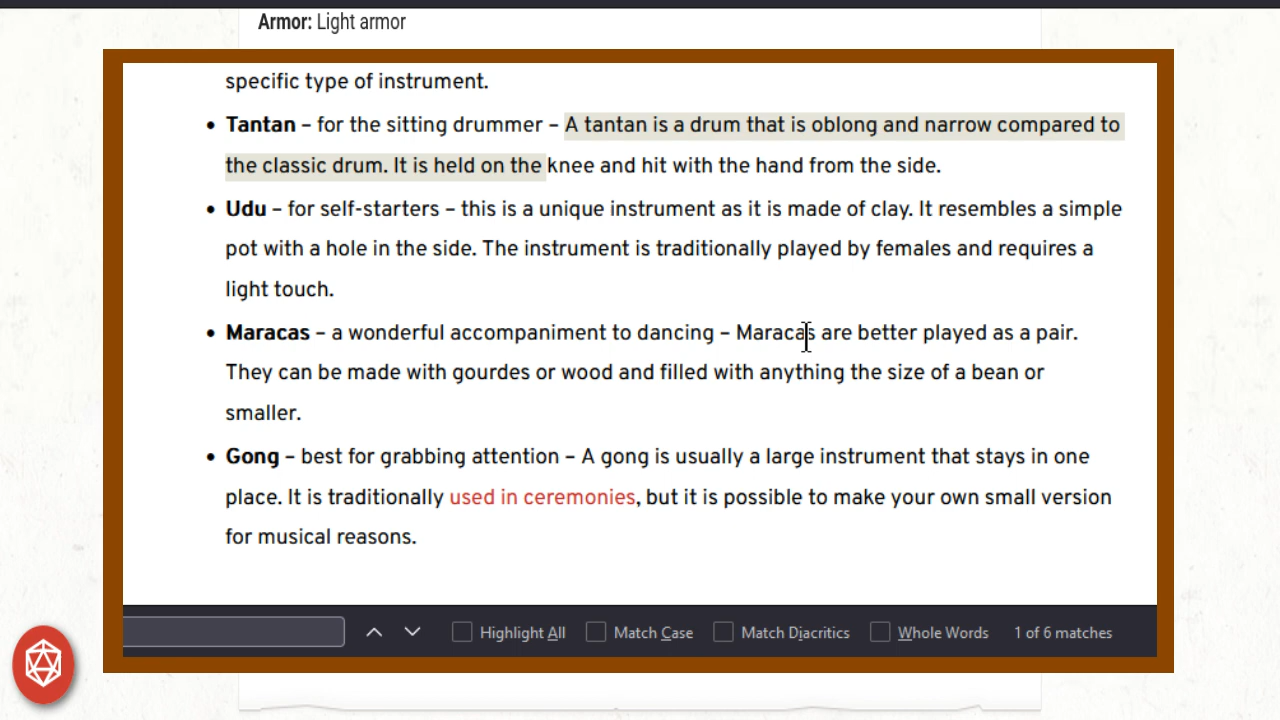 Armor: Light armor
specific type of instrument.
• Tantan – for the sitting drummer – A tantan is a drum that is oblong and narrow compared to
the classic drum. It is held on the knee and hit with the hand from the side.
• Udu – for self-starters – this is a unique instrument as it is made of clay. It resembles a simple
pot with a hole in the side. The instrument is traditionally played by females and requires a
light touch.
• Maracas – a wonderful accompaniment to dancing – Maracas are better played as a pair.
They can be made with gourdes or wood and filled with anything the size of a bean or
smaller.
• Gong – best for grabbing attention – A gong is usually a large instrument that stays in one
place. It is traditionally used in ceremonies, but it is possible to make your own small version
for musical reasons.
Highlight All Match Case Match Diacritics Whole Words 1 of 6 matches